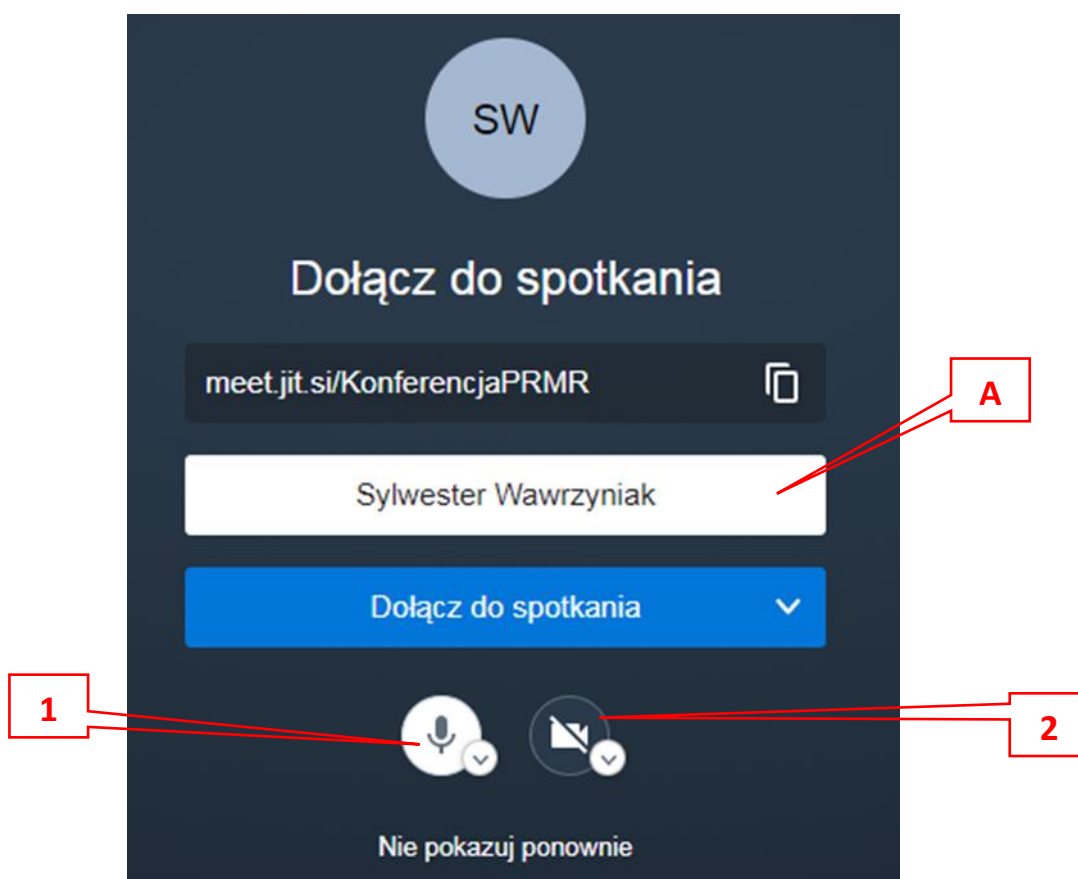 SW
Dołącz do spotkania
meet.jit.si/KonferencjaPRMR
A
Sylwester Wawrzyniak
Dołącz do spotkania
1
2
Nie pokazuj ponownie